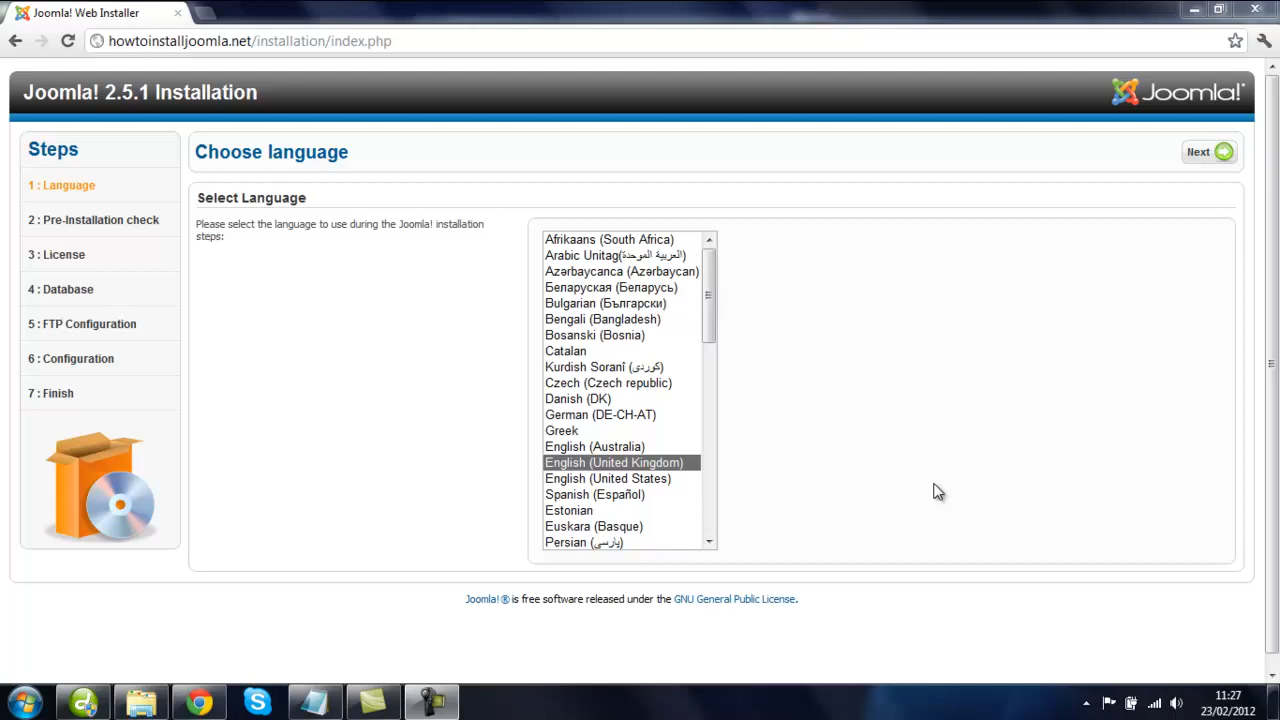 Joomla! Web Installer
howtoinstalljoomla.net/installation/index.php
Joomla! 2.5.1 Installation
Joomla!®
Steps
1 : Language
2 : Pre-Installation check
3 : License
4 : Database
5 : FTP Configuration
6 : Configuration
7 : Finish
Choose language
Next
Select Language
Please select the language to use during the Joomla! installation
steps:
Afrikaans (South Africa)
Arabic Unitag(العربية الموحدة)
Azərbaycanca (Azərbaycan)
Беларуская (Беларусь)
Bulgarian (Български)
Bengali (Bangladesh)
Bosanski (Bosnia)
Catalan
Kurdish Soranî (کوردی)
Czech (Czech republic)
Danish (DK)
German (DE-CH-AT)
Greek
English (Australia)
English (United Kingdom)
English (United States)
Spanish (Español)
Estonian
Euskara (Basque)
Persian (پارسی)
Joomla!® is free software released under the GNU General Public License.
11:27
23/02/2012